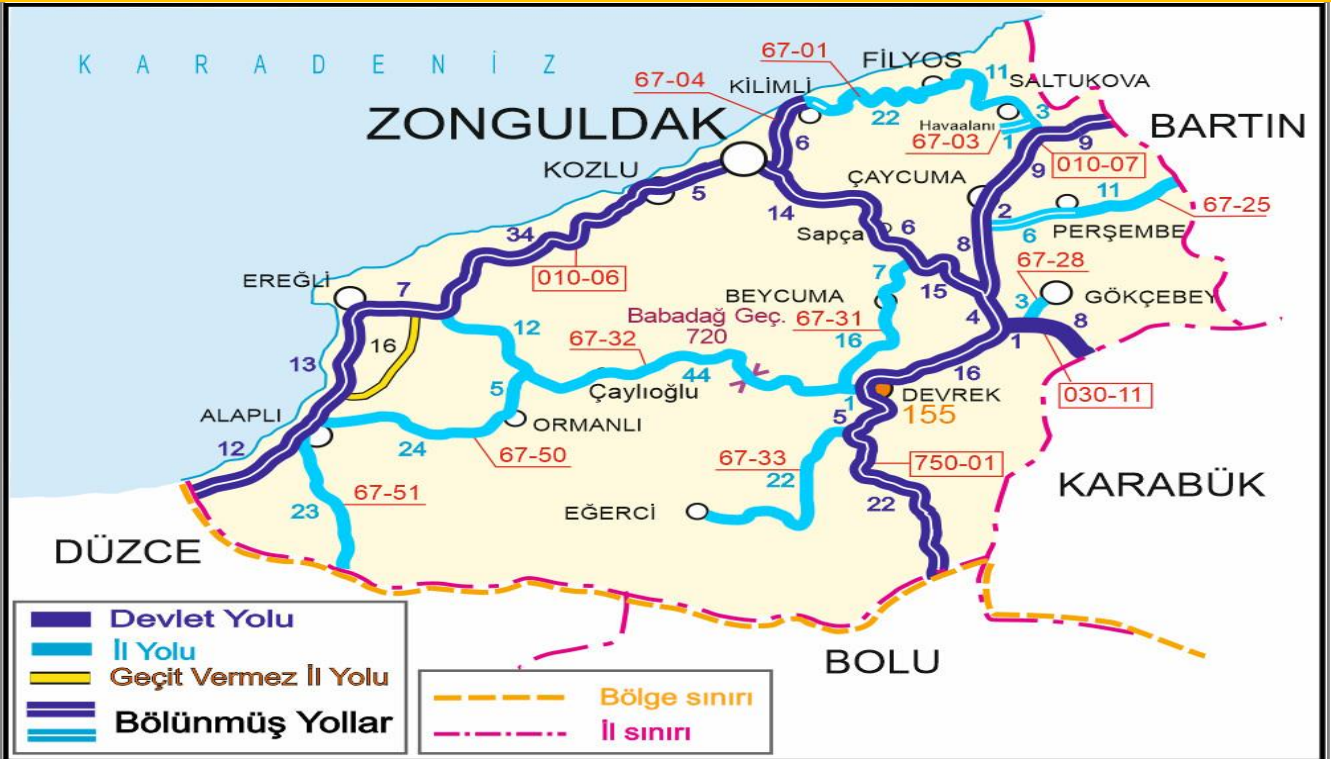 K A R A D E N İ Z
67-01
FİLYOS
11
67-04
KİLİMLİ
SALTUKOVA
22
3
ZONGULDAK
Havaalanı
1
67-03
BARTIN
6
9
010-07
9
KOZLU
5
ÇAYCUMA
14
2
11
67-25
34
Sapça
6
8
6
PERŞEMBE
010-06
7
67-28
EREĞLİ
7
15
BEYCUMA
3
GÖKÇEBEY
Babadağ Geç.
720
67-31
4
8
12
67-32
16
1
16
13
44
16
5
Çaylıoğlu
1
DEVREK
030-11
ALAPLI
5
155
ORMANLI
12
24
67-50
67-33
750-01
22
67-51
KARABÜK
23
EĞERCİ
22
DÜZCE
BOLU
Devlet Yolu
İl Yolu
Geçit Vermez İl Yolu
Bölünmüş Yollar
Bölge sınırı
İl sınırı